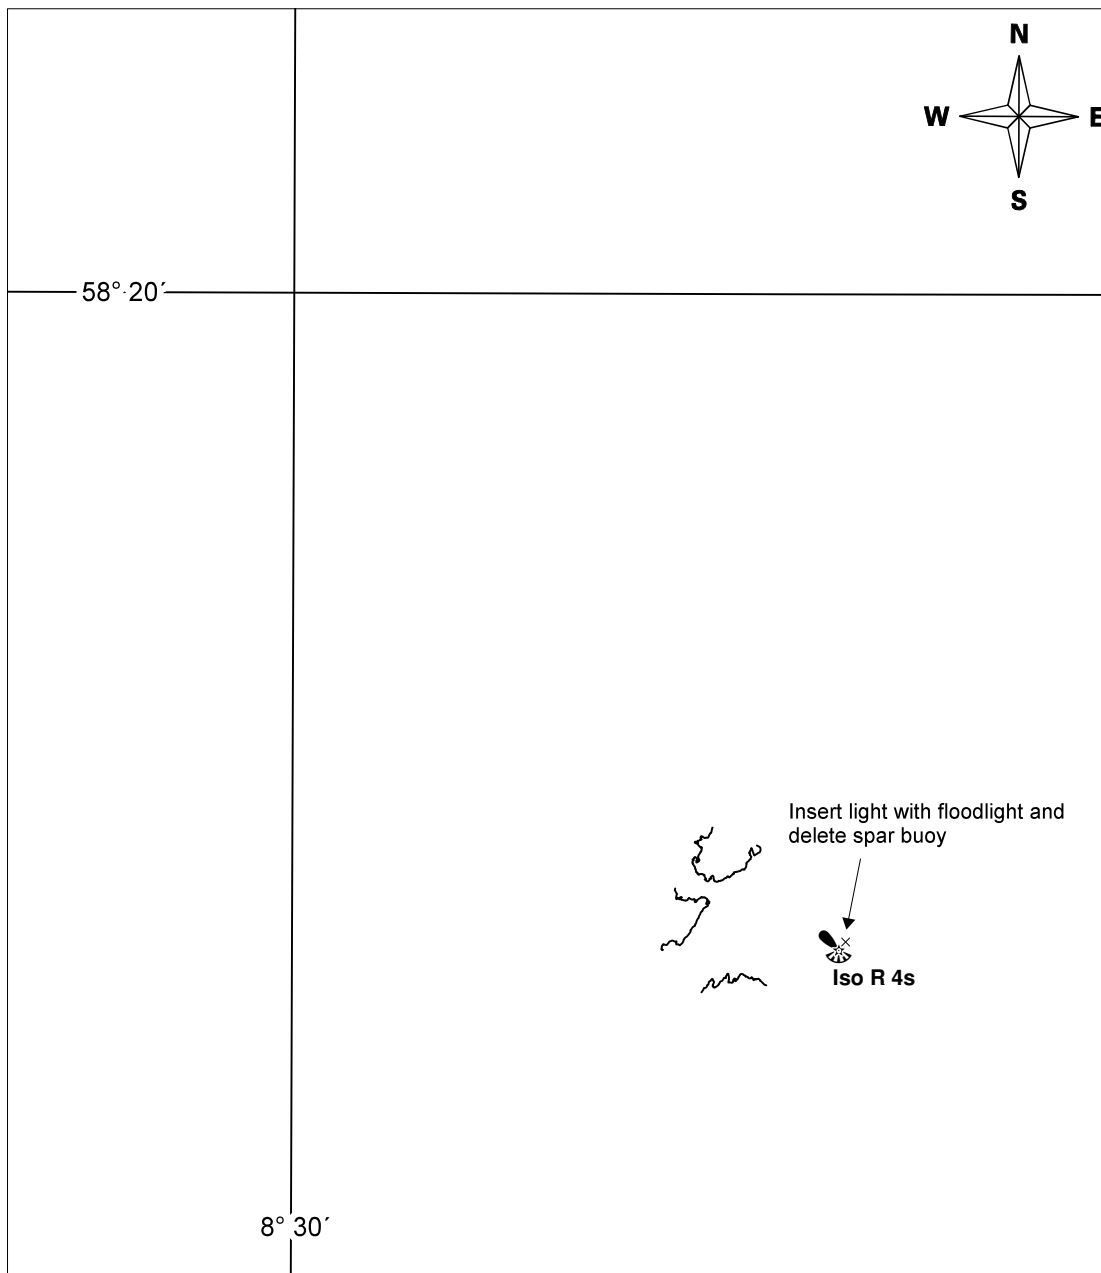 N
W
E
S
58° 20´
Insert light with floodlight and
delete spar buoy
Iso R 4s
8° 30´